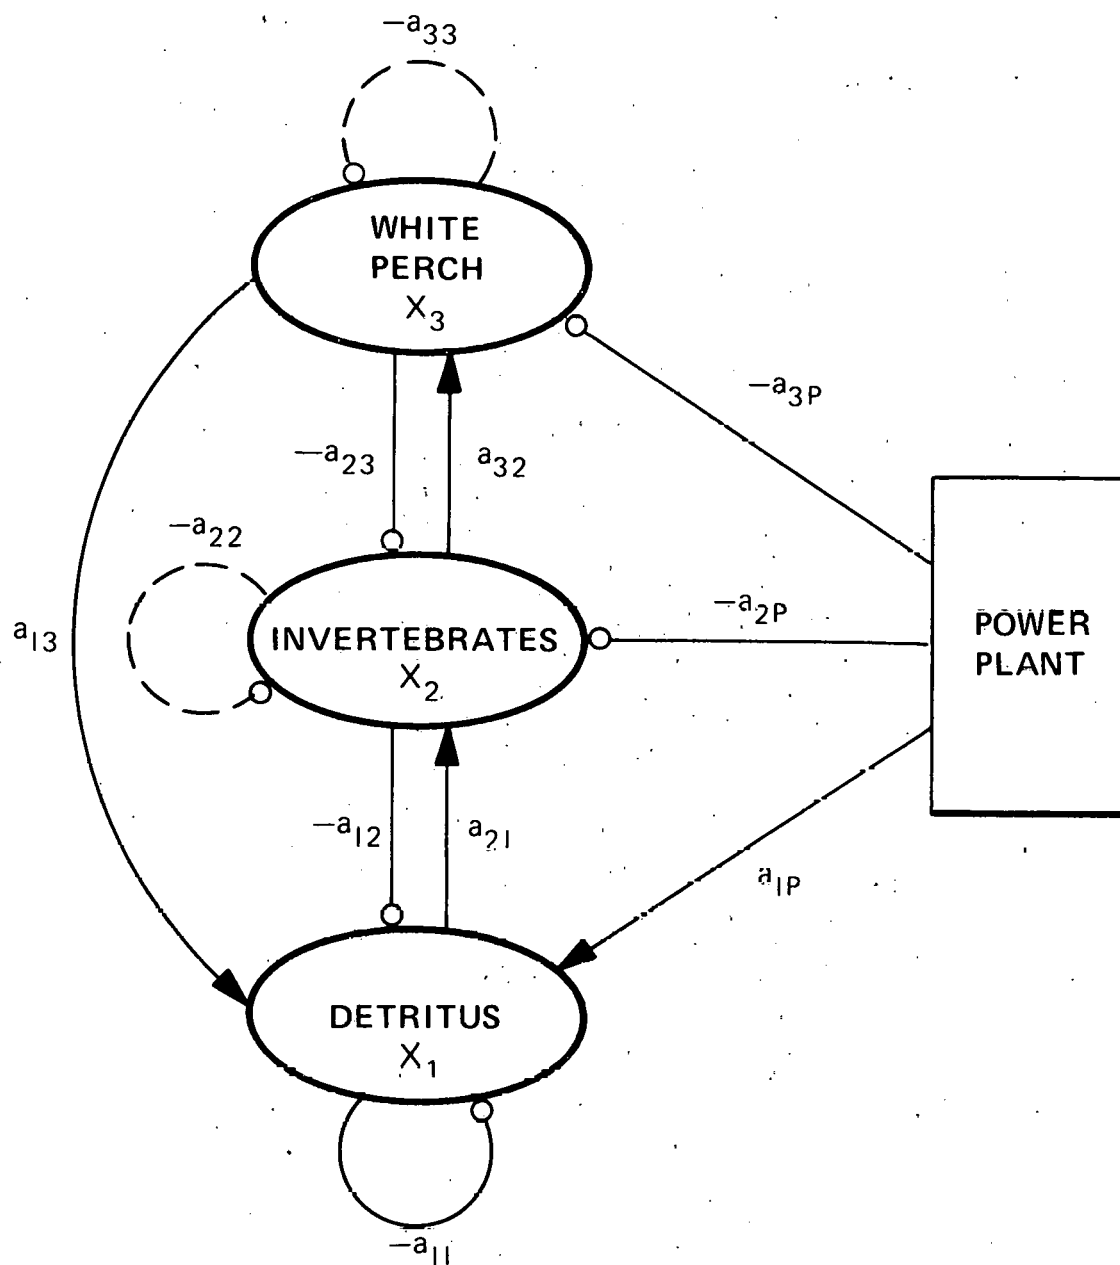 −a33
WHITE
PERCH
X3
−a3P
−a23
a32
−a22
−a2P
a13
INVERTEBRATES
X2
POWER
PLANT
−a12
a21
a1P
DETRITUS
X1
−a11